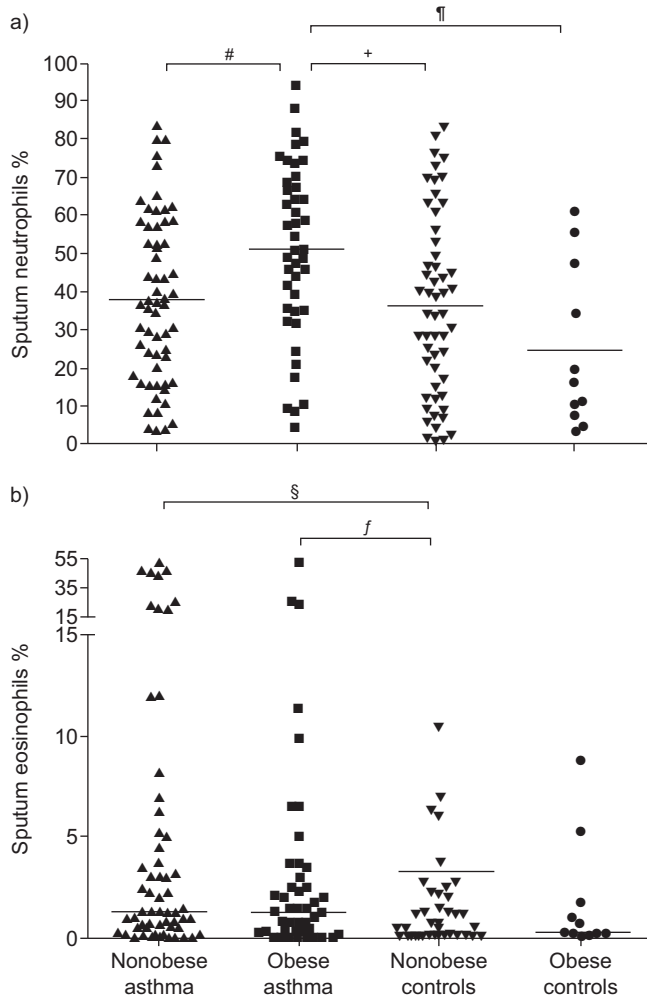 a)
¶
#
+
100
90
80
70
60
50
40
30
20
10
0
Sputum neutrophils %
b)
§
ƒ
55
35
15
15
10
5
0
Sputum eosinophils %
Nonobese
asthma
Obese
asthma
Nonobese
controls
Obese
controls